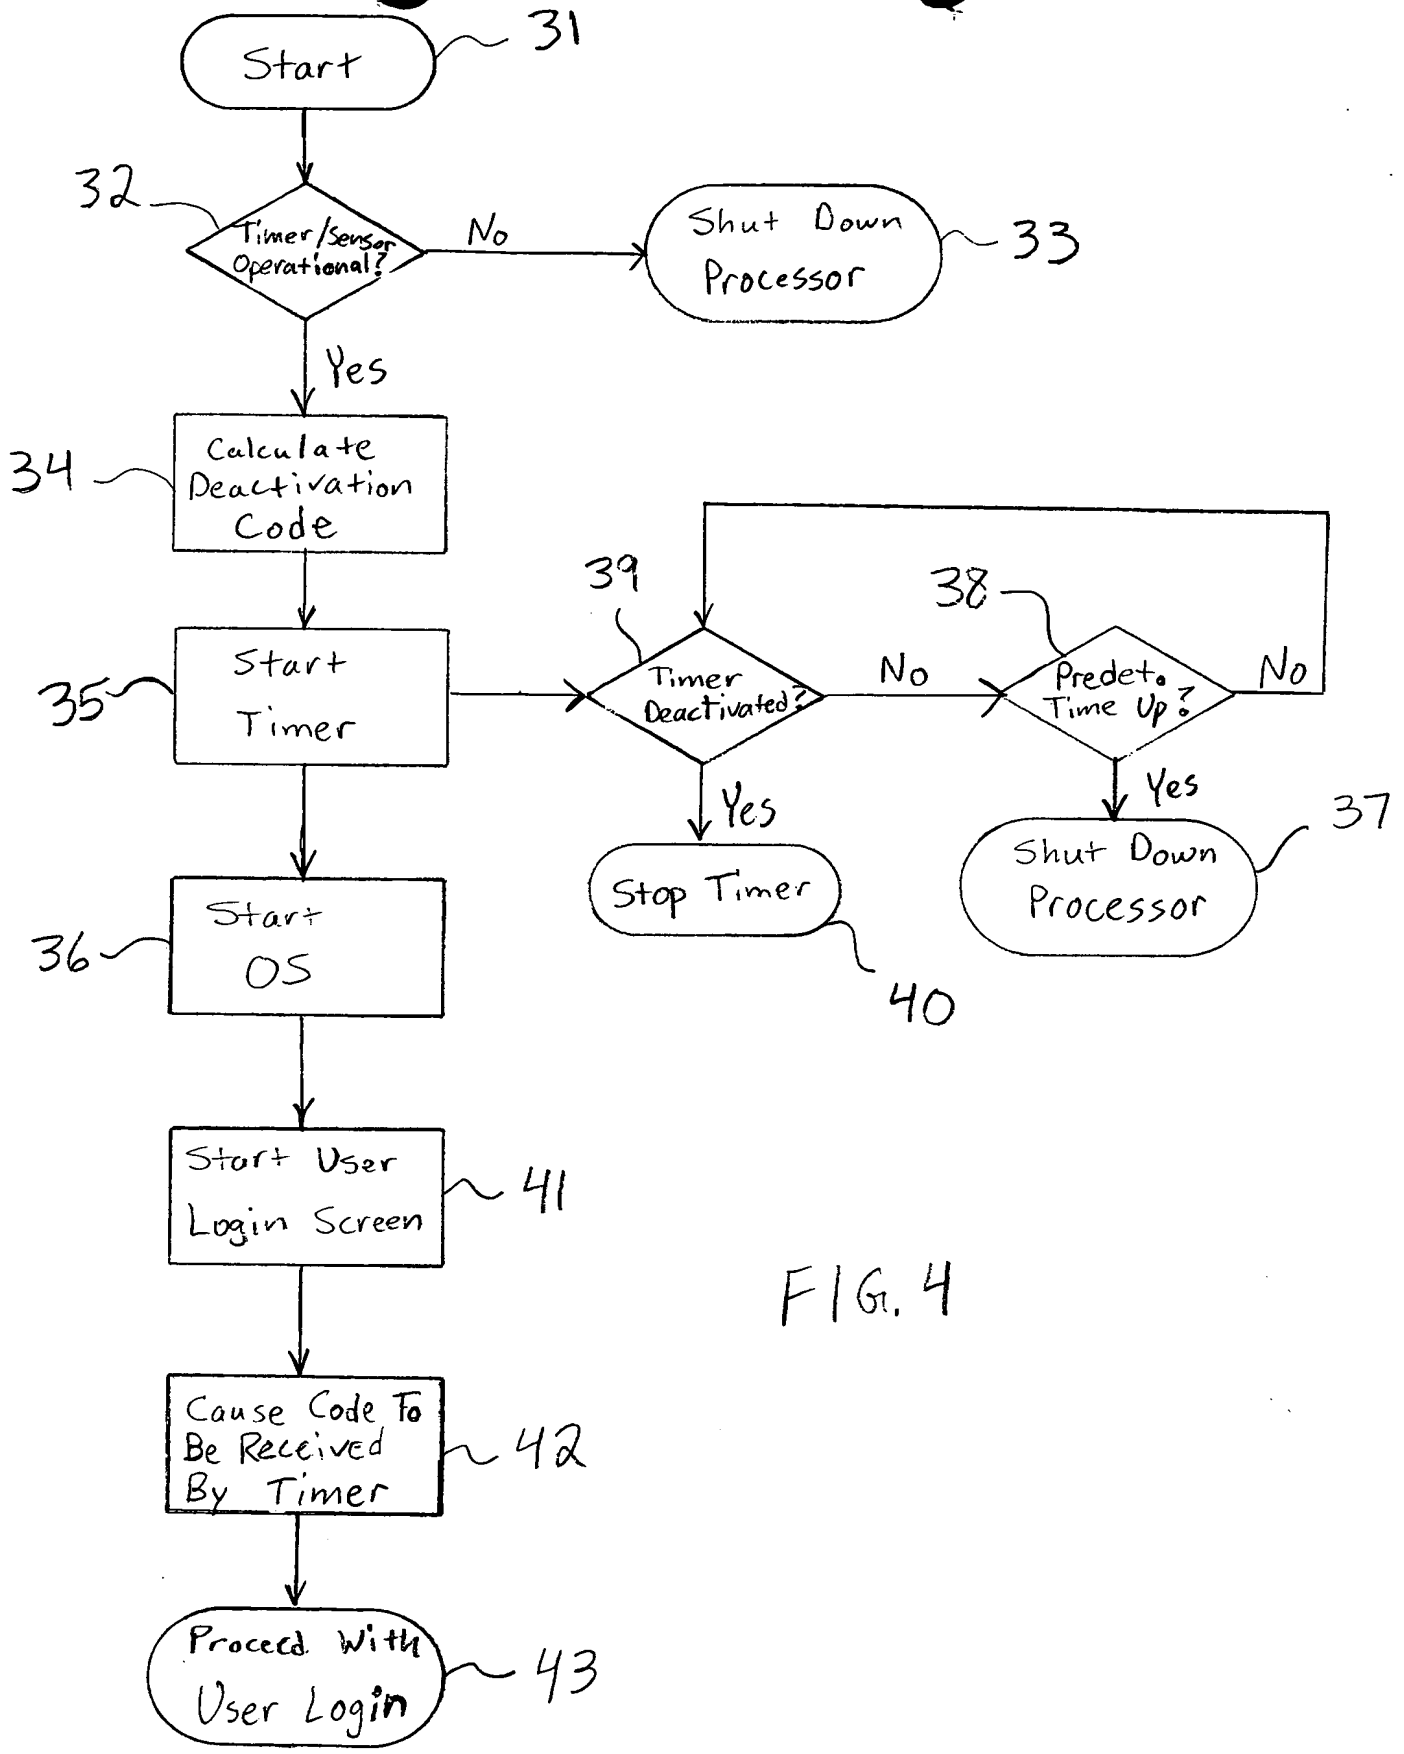 31
Start
32
Timer/Sensor
Operational?
No
Shut Down
Processor
33
Yes
34
Calculate
Deactivation
Code
35
Start
Timer
39
Timer
Deactivated?
No
38
Predet.
Time Up?
No
Yes
Stop Timer
40
Yes
Shut Down
Processor
37
36
Start
OS
Start User
Login Screen
41
FIG. 4
Cause Code To
Be Received
By Timer
42
Proceed With
User Login
43